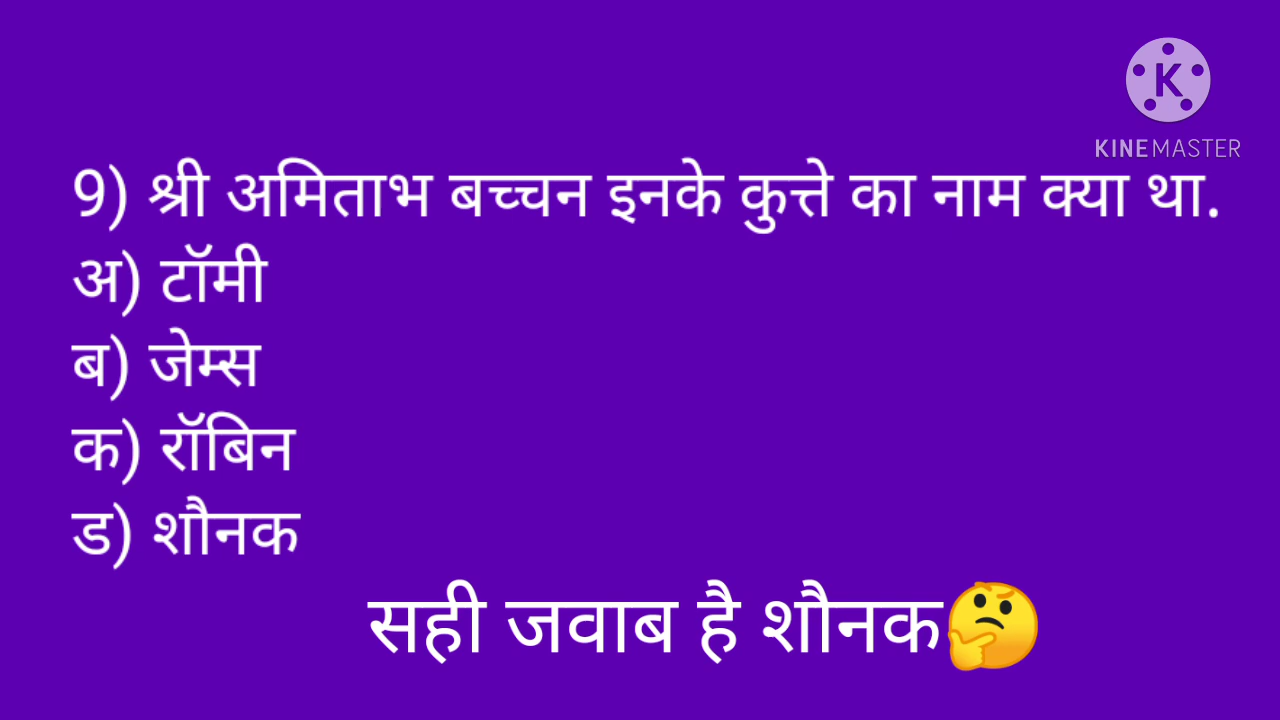 K
KINEMASTER
9) श्री अमिताभ बच्चन इनके कुत्ते का नाम क्या था.
अ) टॉमी
ब) जेम्स
क) रॉबिन
ड) शौनक
सही जवाब है शौनक🤔